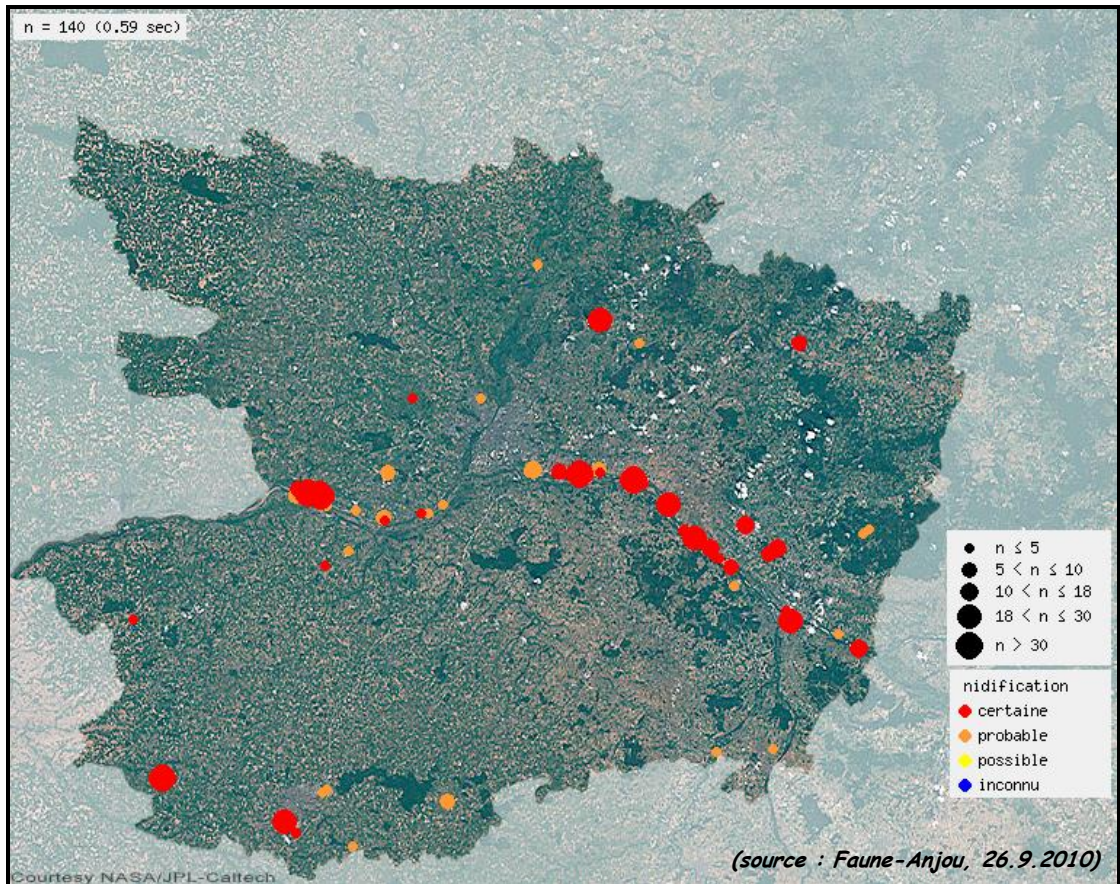 n = 140 (0.59 sec)
n ≤ 5
5 < n ≤ 10
10 < n ≤ 18
18 < n ≤ 30
n > 30
nidification
certaine
probable
possible
inconnu
(source : Faune-Anjou, 26.9.2010)
Courtesy NASA/JPL-Caltech